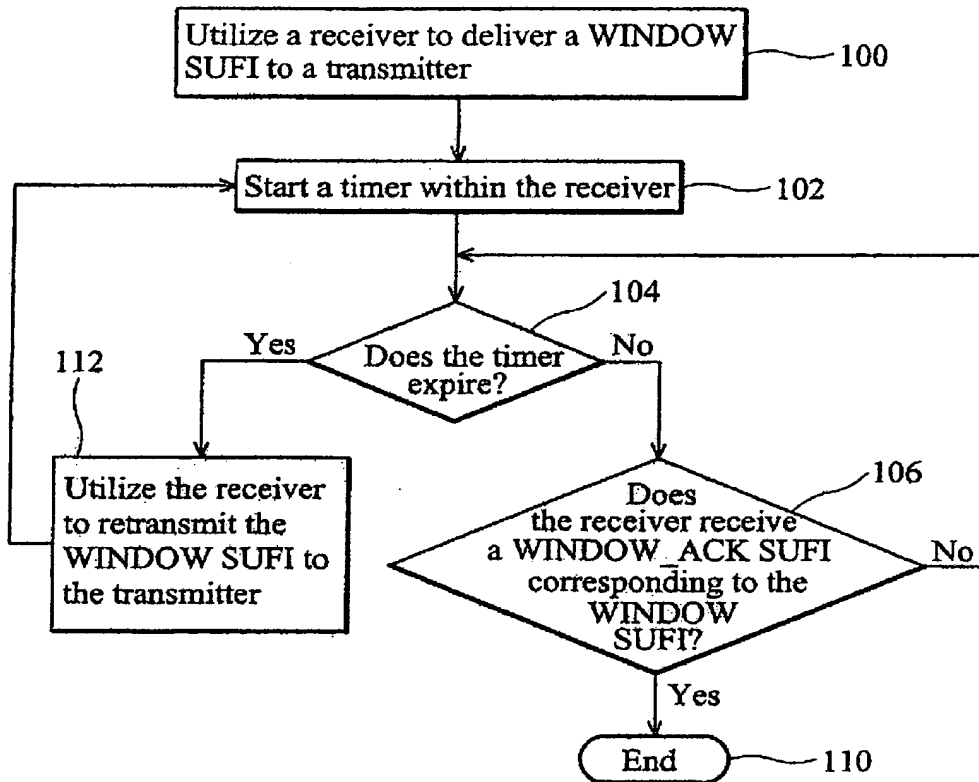 Utilize a receiver to deliver a WINDOW
SUFI to a transmitter
100
Start a timer within the receiver
102
104
Yes
No
Does the timer
expire?
112
Utilize the receiver
to retransmit the
WINDOW SUFI to
the transmitter
106
Does
the receiver receive
a WINDOW_ACK SUFI
corresponding to the
WINDOW
SUFI?
No
Yes
End
110